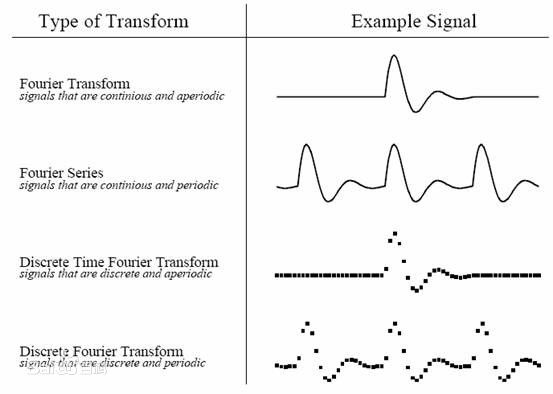 Type of Transform
Example Signal
Fourier Transform
signals that are continious and aperiodic
Fourier Series
signals that are continious and periodic
Discrete Time Fourier Transform
signals that are discrete and aperiodic
Discrete Fourier Transform
signals that are discrete and periodic